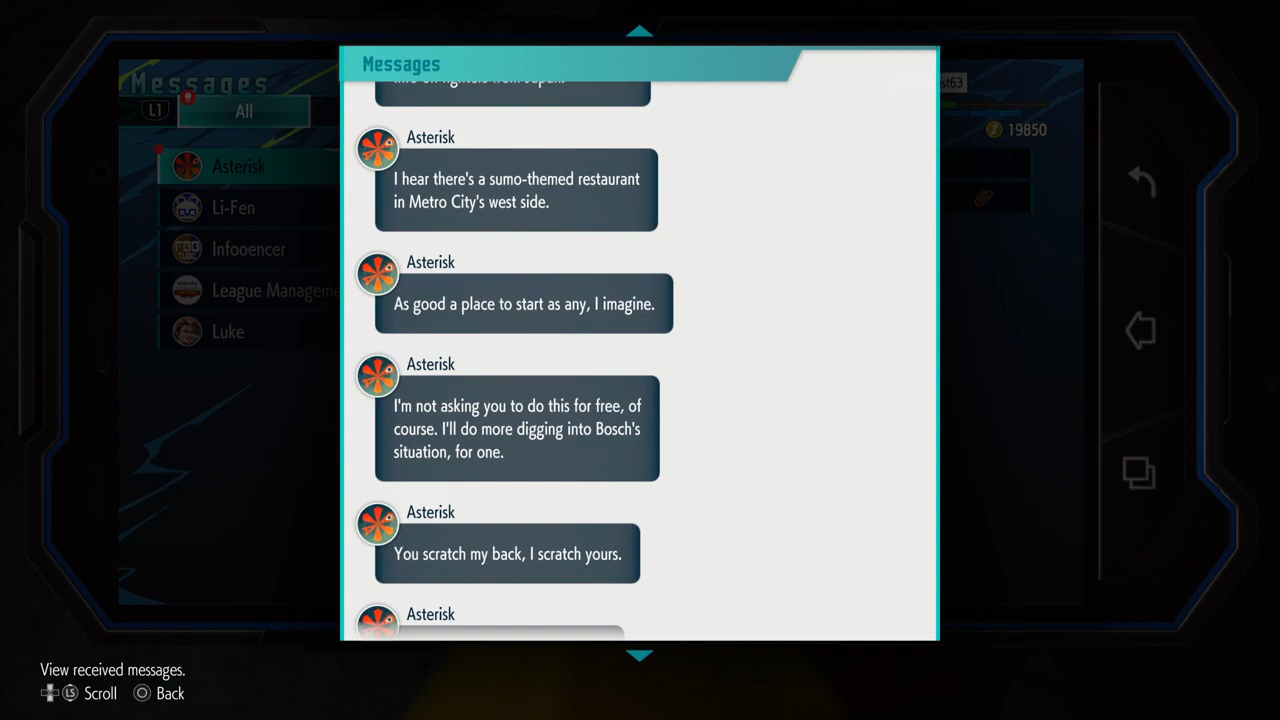 Messages
Messages
L1
All
st63
19850
Asterisk
Li-Fen
Infooencer
League Manageme
Luke
Asterisk
I hear there's a sumo-themed restaurant
in Metro City's west side.
Asterisk
As good a place to start as any, I imagine.
Asterisk
I'm not asking you to do this for free, of
course. I'll do more digging into Bosch's
situation, for one.
Asterisk
You scratch my back, I scratch yours.
Asterisk
View received messages.
LS Scroll Back